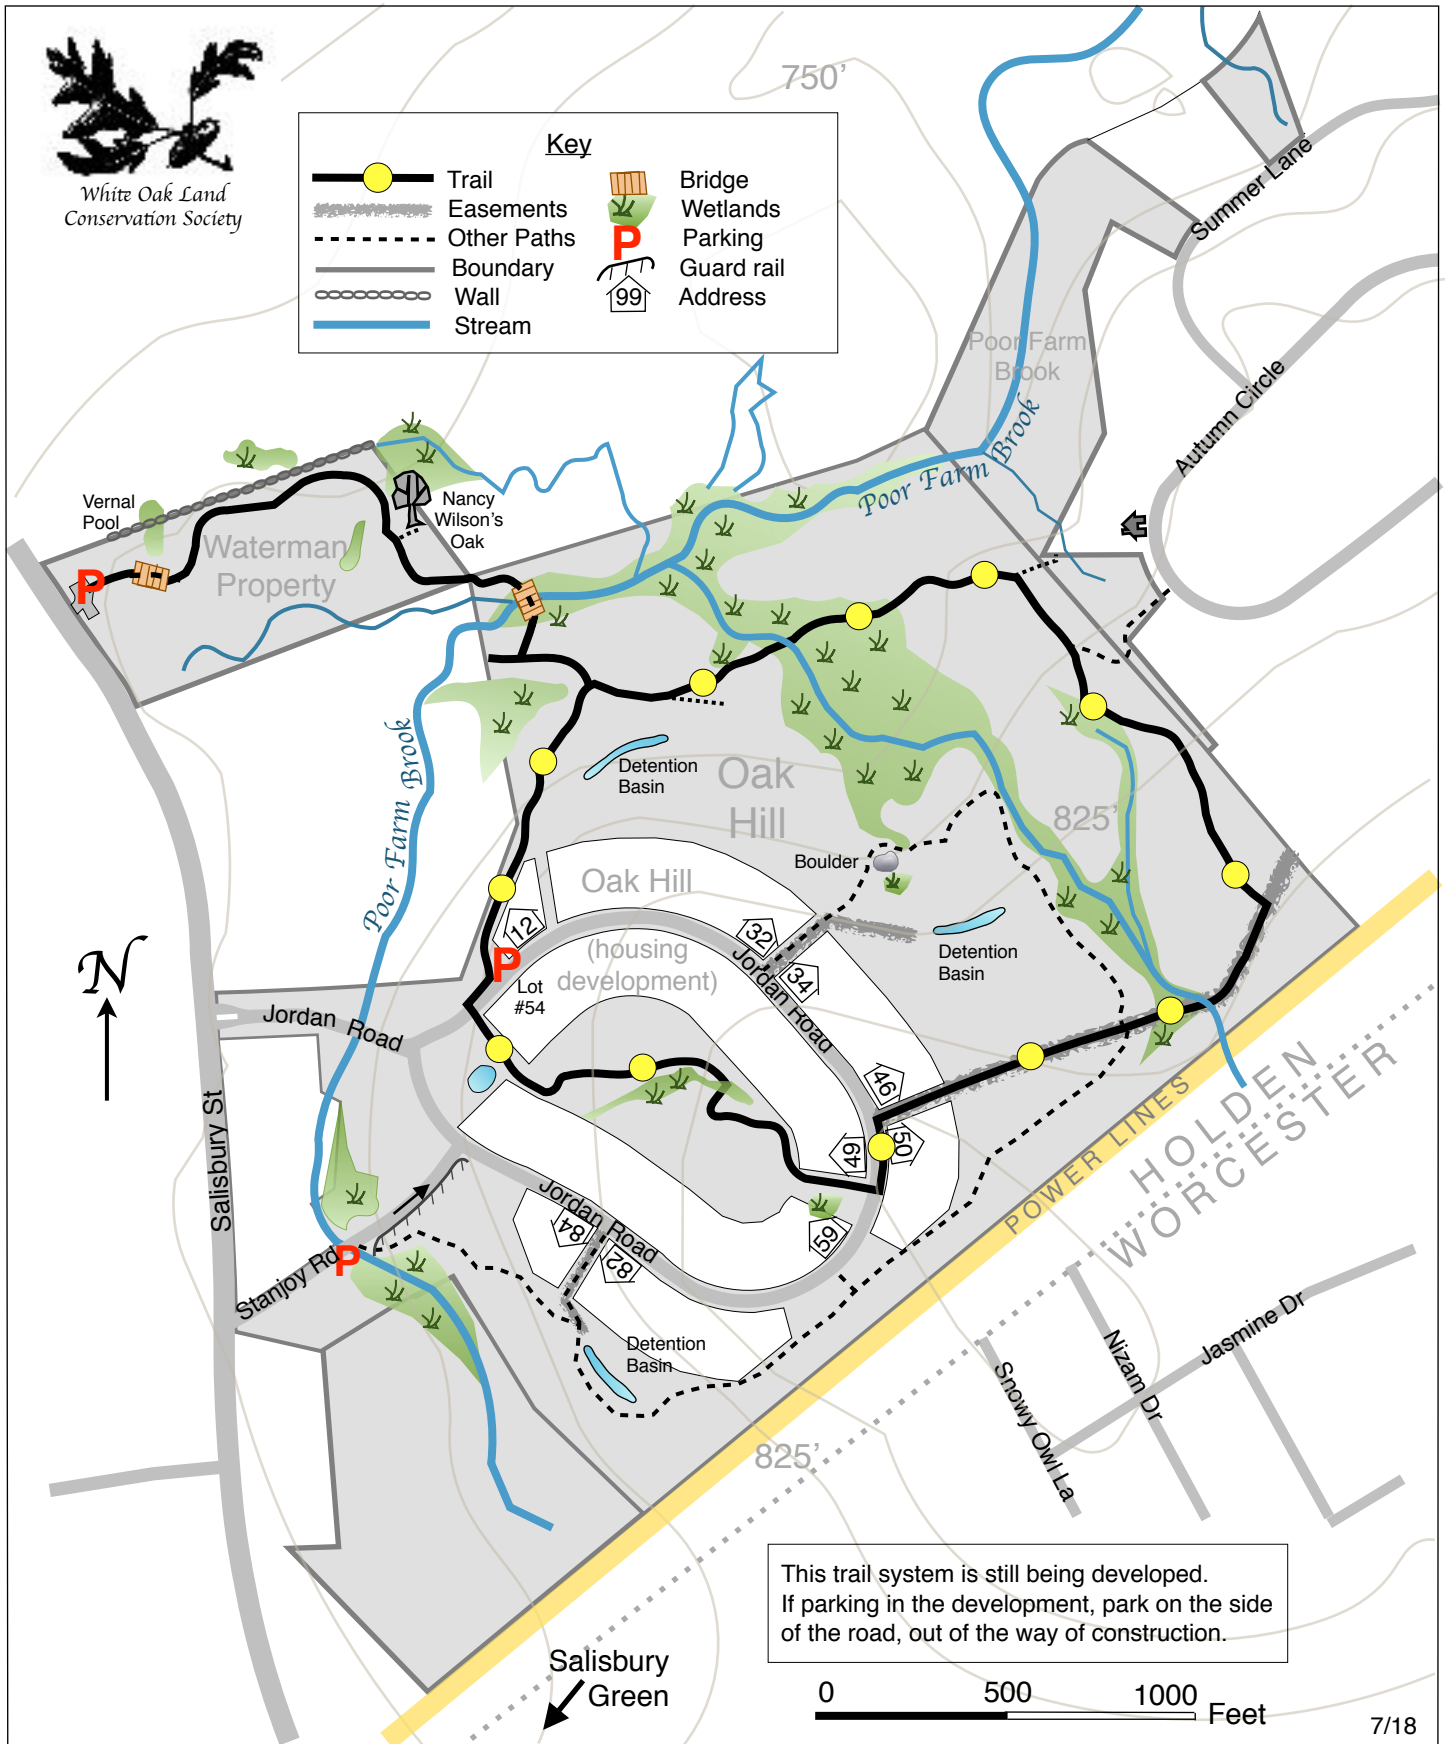 White Oak Land
Conservation Society
750'
Key
Trail
Easements
Other Paths
Boundary
Wall
Stream
Bridge
Wetlands
P
Parking
Guard rail
99
Address
Summer Lane
Poor Farm
Brook
Autumn Circle
Poor Farm Brook
Vernal
Pool
Nancy
Wilson's
Oak
Waterman
Property
P
Poor Farm Brook
Detention
Basin
Oak
Hill
825'
Boulder
Oak Hill
12
(housing
development)
32
34
Jordan Road
Detention
Basin
P
Lot
#54
N
Jordan Road
46
50
49
59
Salisbury St
Jordan Road
84
82
Stanjoy Rd
P
Detention
Basin
POWER LINES
HOLDEN
WORCESTER
Snowy Owl La
Nizam Dr
Jasmine Dr
825'
This trail system is still being developed.
If parking in the development, park on the side
of the road, out of the way of construction.
Salisbury
Green
0 500 1000 Feet
7/18